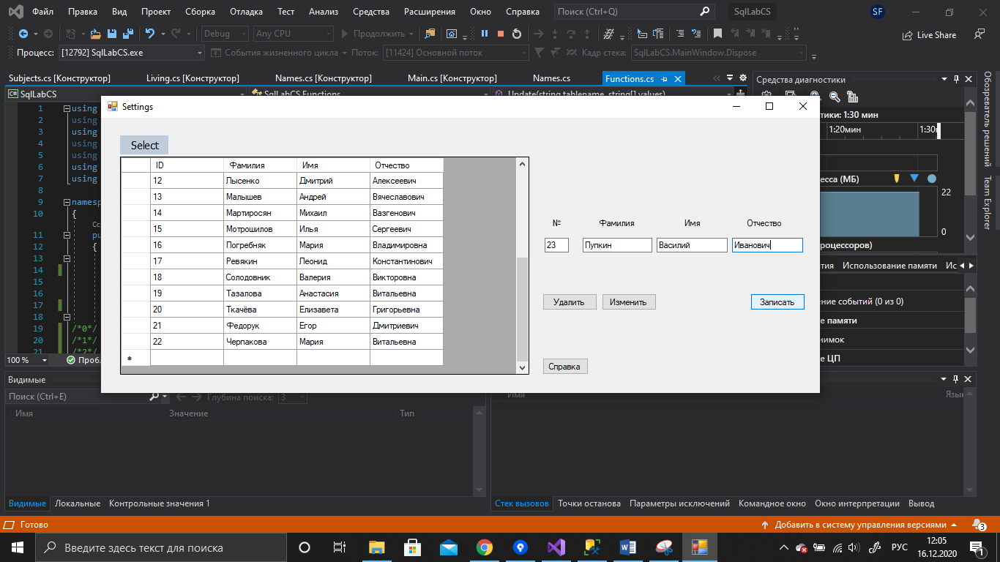 Файл Правка Вид Проект Сборка Отладка Тест Анализ Средства Расширения Окно Справка Поиск (Ctrl+Q) SqlLabCS SF
Debug Any CPU Продолжить Live Share
Процесс: [12792] SqlLabCS.exe События жизненного цикла Поток: [11424] Основной поток Кадр стека: SqlLabCS.MainWindow.Dispose
Subjects.cs [Конструктор] Living.cs [Конструктор] Names.cs [Конструктор] Main.cs [Конструктор] Names.cs Functions.cs
Средства диагностики
SqlLabCS SqlLabCS.Functions Update(string tablename, string[] values)
Обозреватель решений
Team Explorer
1 using
2 using
3 using
4 using
5 using
6 using
7 using
8
9 namesp
10 {
Сс
11 pu
12 {
13
14
15
16
17
18
19 /*0*/
20 /*1*/
21 /*2*/
100 %
Settings
Select
ID Фамилия Имя Отчество
12 Лысенко Дмитрий Алексеевич
13 Малышев Андрей Вячеславович
14 Мартиросян Михаил Вазгенович
15 Мотрошилов Илья Сергеевич
16 Погребняк Мария Владимировна
17 Ревякин Леонид Константинович
18 Солодовник Валерия Викторовна
19 Тазалова Анастасия Витальевна
20 Ткачёва Елизавета Григорьевна
21 Федорук Егор Дмитриевич
22 Черпакова Мария Витальевна
*
№ Фамилия Имя Отчество
23 Пупкин Василий Иванович
Удалить Изменить Записать
Справка
тики: 1:30 мин
1:20мин 1:30
есса (МБ)
22
0
роцессоров)
тия Использование памяти Ис
ние событий (0 из 0)
е памяти
нимок
е ЦП
Видимые
Поиск (Ctrl+E) Глубина поиска: 3
Имя Значение Тип
Имя Язы
Видимые Локальные Контрольные значения 1
Стек вызовов Точки останова Параметры исключений Командное окно Окно интерпретации Вывод
Готово Добавить в систему управления версиями 3
Введите здесь текст для поиска
РУС 12:05
16.12.2020 1